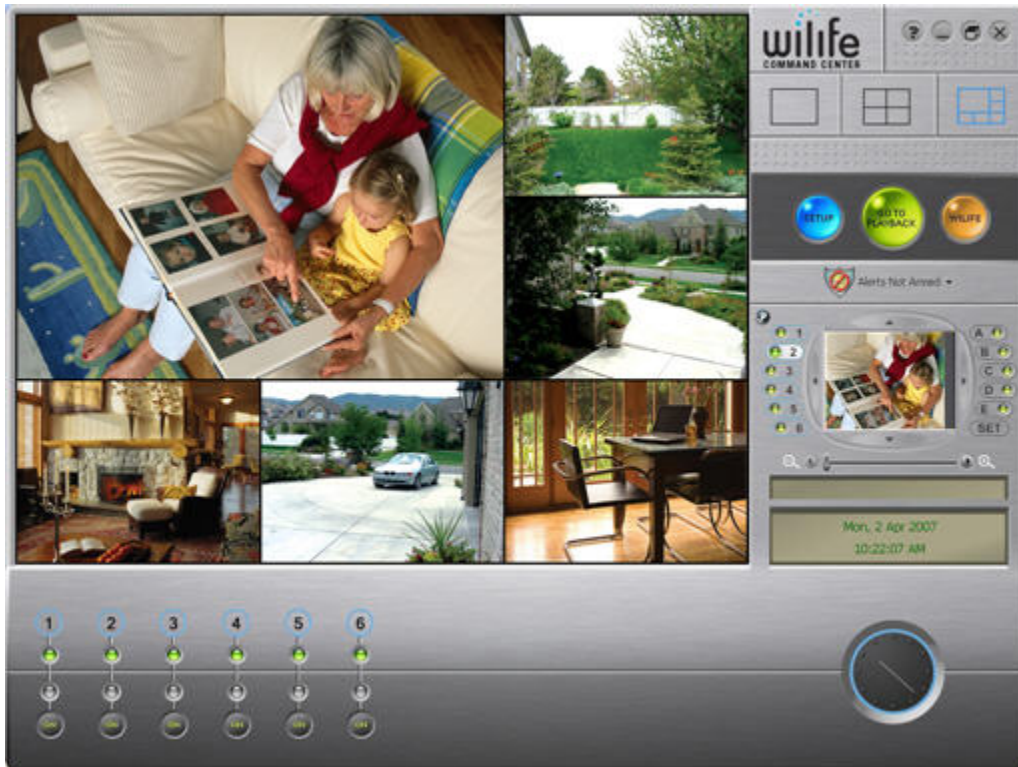 wilife
COMMAND CENTER
?
SETUP
GO TO
PLAYBACK
WILIFE
Alerts Not Armed
1
2
3
4
5
6
A
B
C
D
E
SET
Mon, 2 Apr 2007
10:22:07 AM
1 2 3 4 5 6